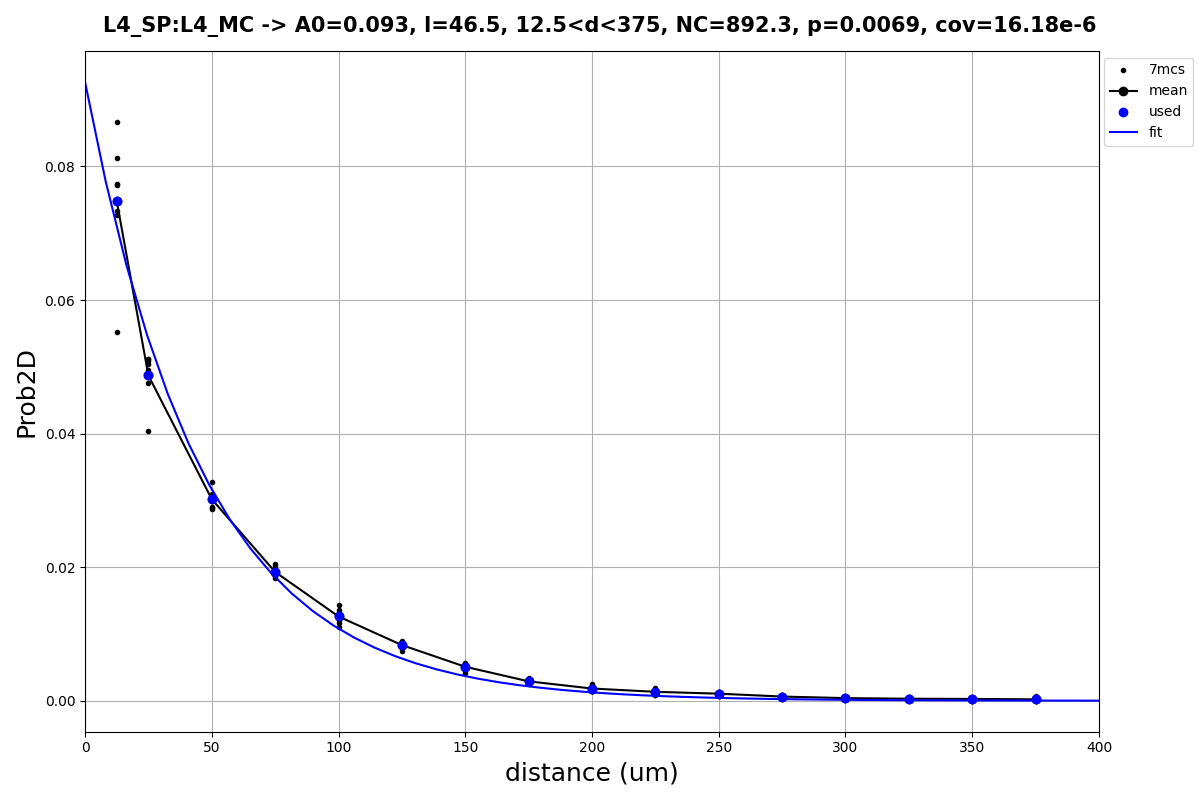 L4_SP:L4_MC -> A0=0.093, l=46.5, 12.5<d<375, NC=892.3, p=0.0069, cov=16.18e-6
7mcs
mean
used
fit
0.08
0.06
0.04
0.02
0.00
Prob2D
0 50 100 150 200 250 300 350 400
distance (um)